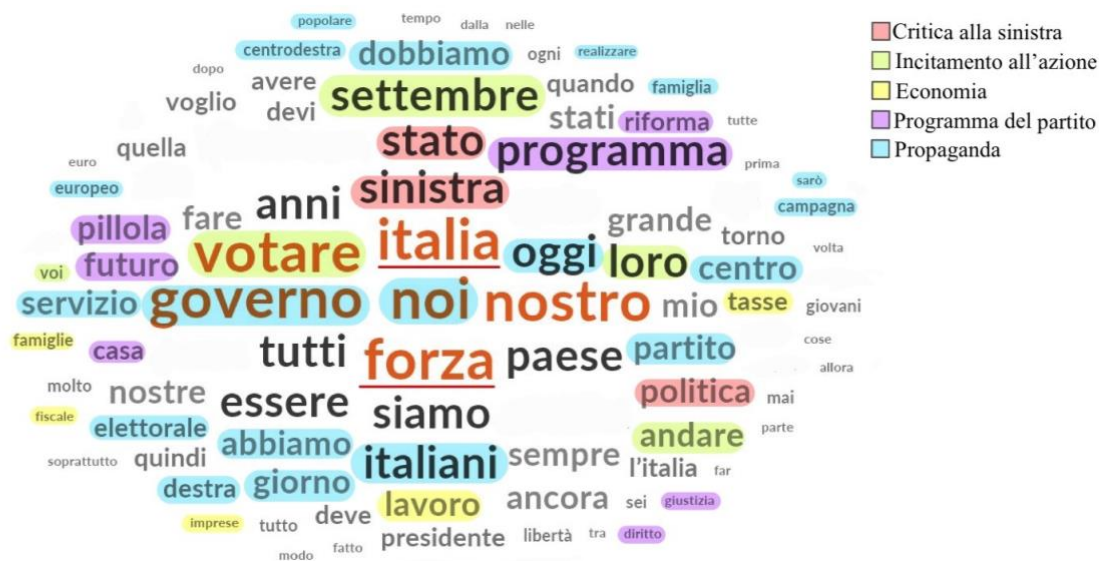 popolare tempo dalla nelle
centrodestra dobbiamo ogni realizzare
dopo avere settembre quando famiglia
voglio devi stati riforma tutte
stato programma
euro quella prima
europeo sinistra sarò
anni campagna
pillola fare grande torno
votare italia oggi loro centro volta
voi futuro
servizio governo noi nostro mio tasse giovani
famiglie casa tutti forza paese partito cose
allora
molto nostre essere siamo politica mai
fiscale elettorale abbiamo andare parte
soprattutto quindi italiani sempre l'italia far
destra giorno lavoro ancora sei giustizia
imprese tutto deve presidente libertà tra diritto
modo fatto
Critica alla sinistra
Incitamento all'azione
Economia
Programma del partito
Propaganda